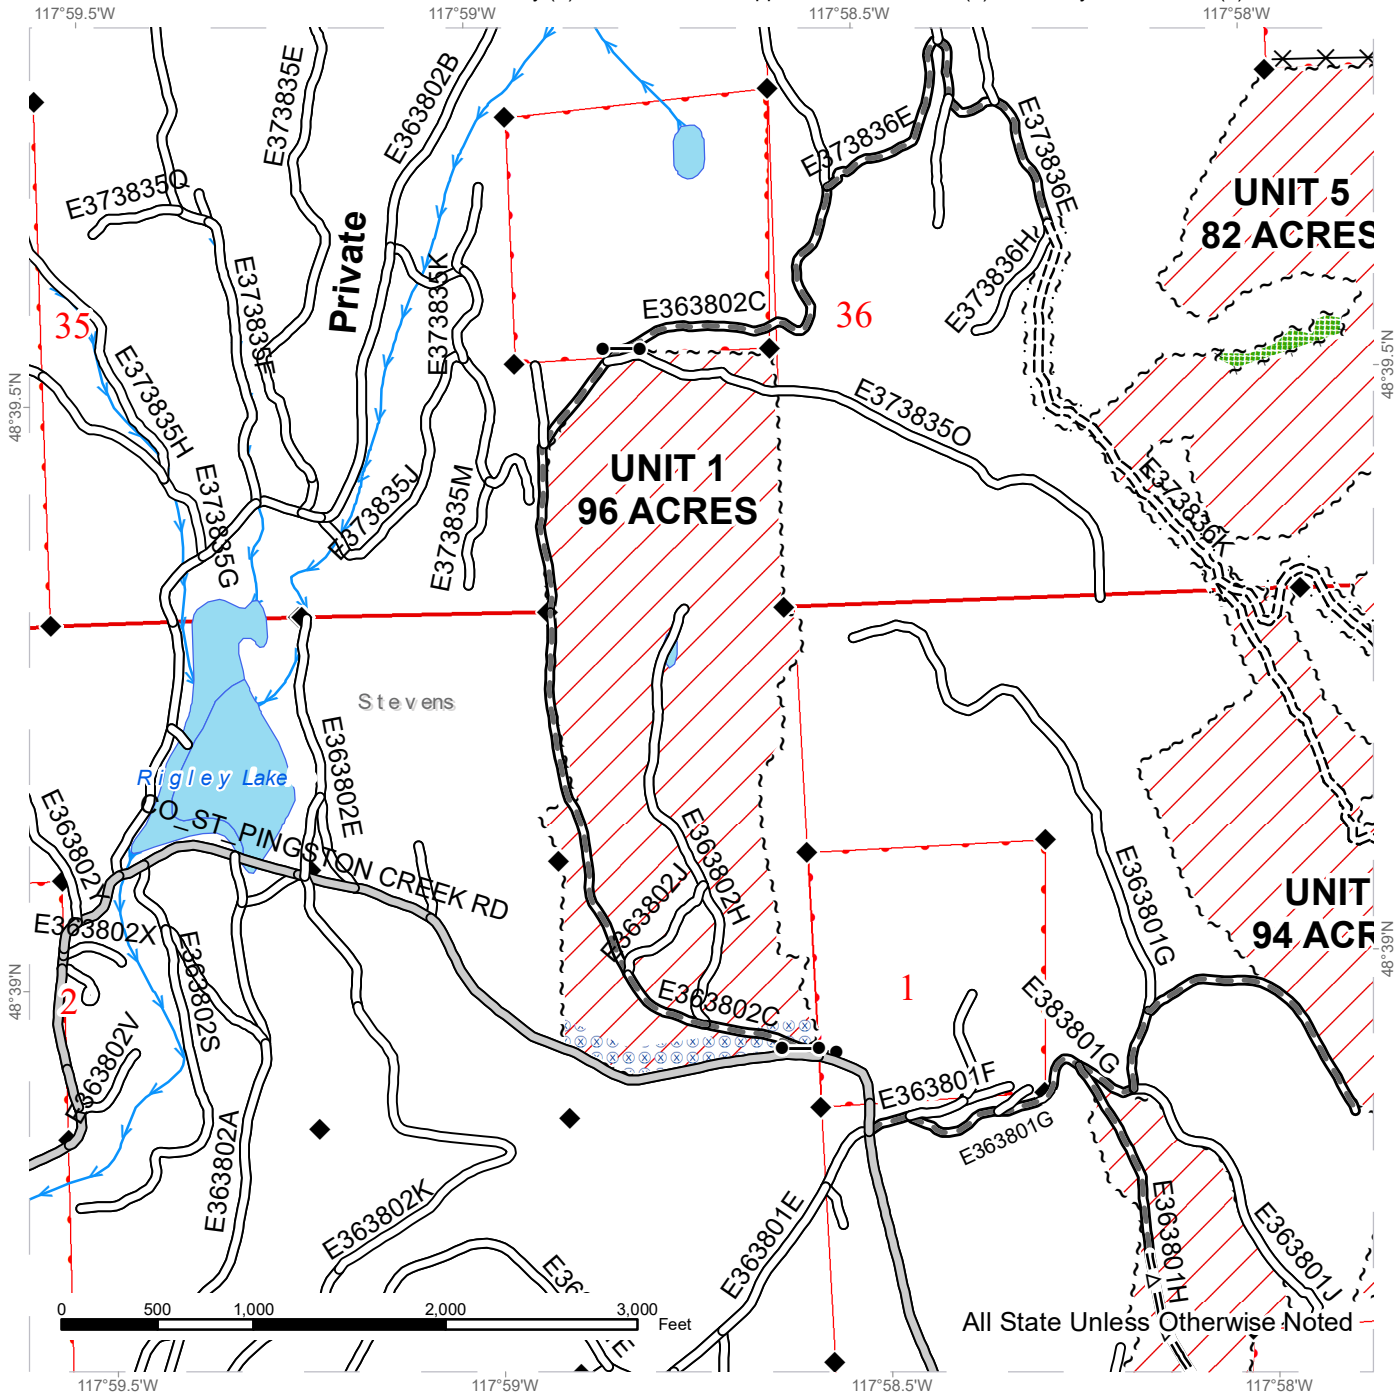 117°59.5'W
117°59'W
117°58.5'W
117°58'W
E373835E
E363802B
E373836E
E373836F
E373835Q
UNIT 5
82 ACRES
Private
E373835F
E373835K
E373836H
E363802C
35
36
48°39.5'N
48°39.5'N
E373835H
E373835O
UNIT 1
96 ACRES
E373835G
E373835J
E373835M
E373836K
Stevens
Rigley Lake
E363802E
CO_ST_PINGSTON CREEK RD
E363802H
E363802J
E363801G
UNIT
94 ACR
E363802X
E363802S
48°39'N
48°39'N
2
1
E363802C
E383801G
E363802V
E363801F
E363801G
E363802A
E363802K
E363801E
E363801H
E363801J
0
500
1,000
2,000
3,000
Feet
All State Unless Otherwise Noted
117°59.5'W
117°59'W
117°58.5'W
117°58'W